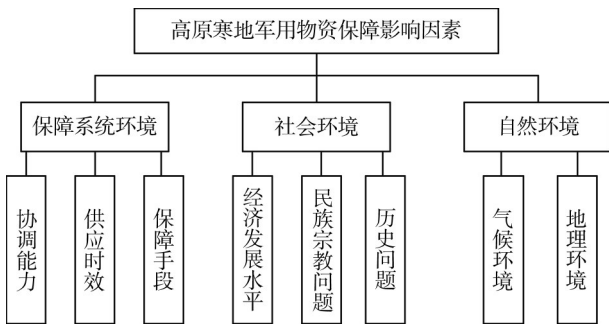 高原寒地军用物资保障影响因素
保障系统环境
社会环境
自然环境
协调能力
供应时效
保障手段
经济发展水平
民族宗教问题
历史问题
气候环境
地理环境